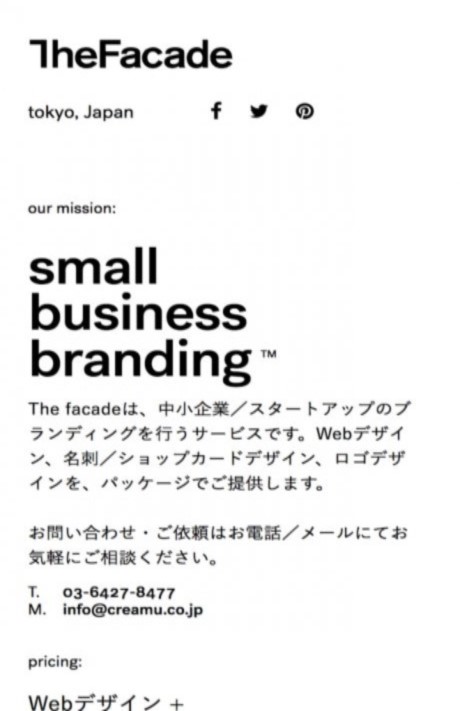 TheFacade
tokyo, Japan
our mission:
small
business
branding™
The facadeは、中小企業／スタートアップのブ
ランディングを行うサービスです。Webデザイ
ン、名刺／ショップカードデザイン、ロゴデザ
インを、パッケージでご提供します。
お問い合わせ・ご依頼はお電話／メールにてお
気軽にご相談ください。
T. 03-6427-8477
M. info@creamu.co.jp
pricing:
Webデザイン +